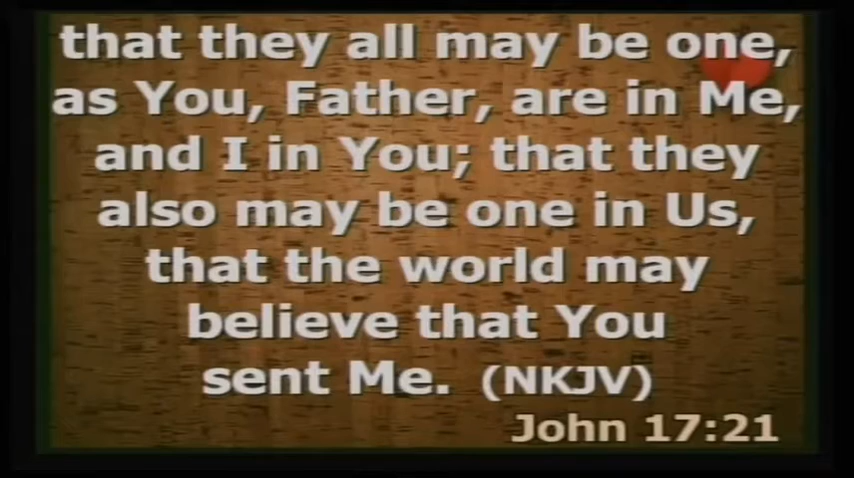 that they all may be one,
as You, Father, are in Me,
and I in You; that they
also may be one in Us,
that the world may
believe that You
sent Me. (NKJV)
John 17:21